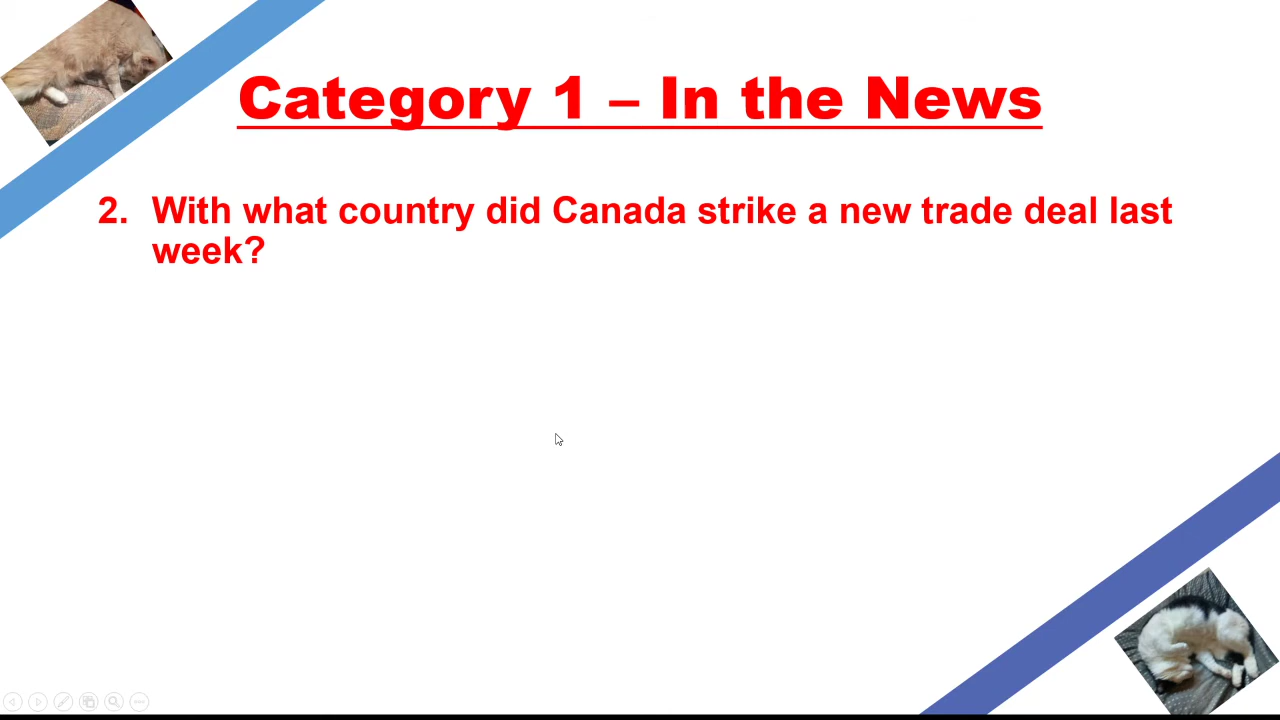 Category 1 – In the News
2. With what country did Canada strike a new trade deal last
week?